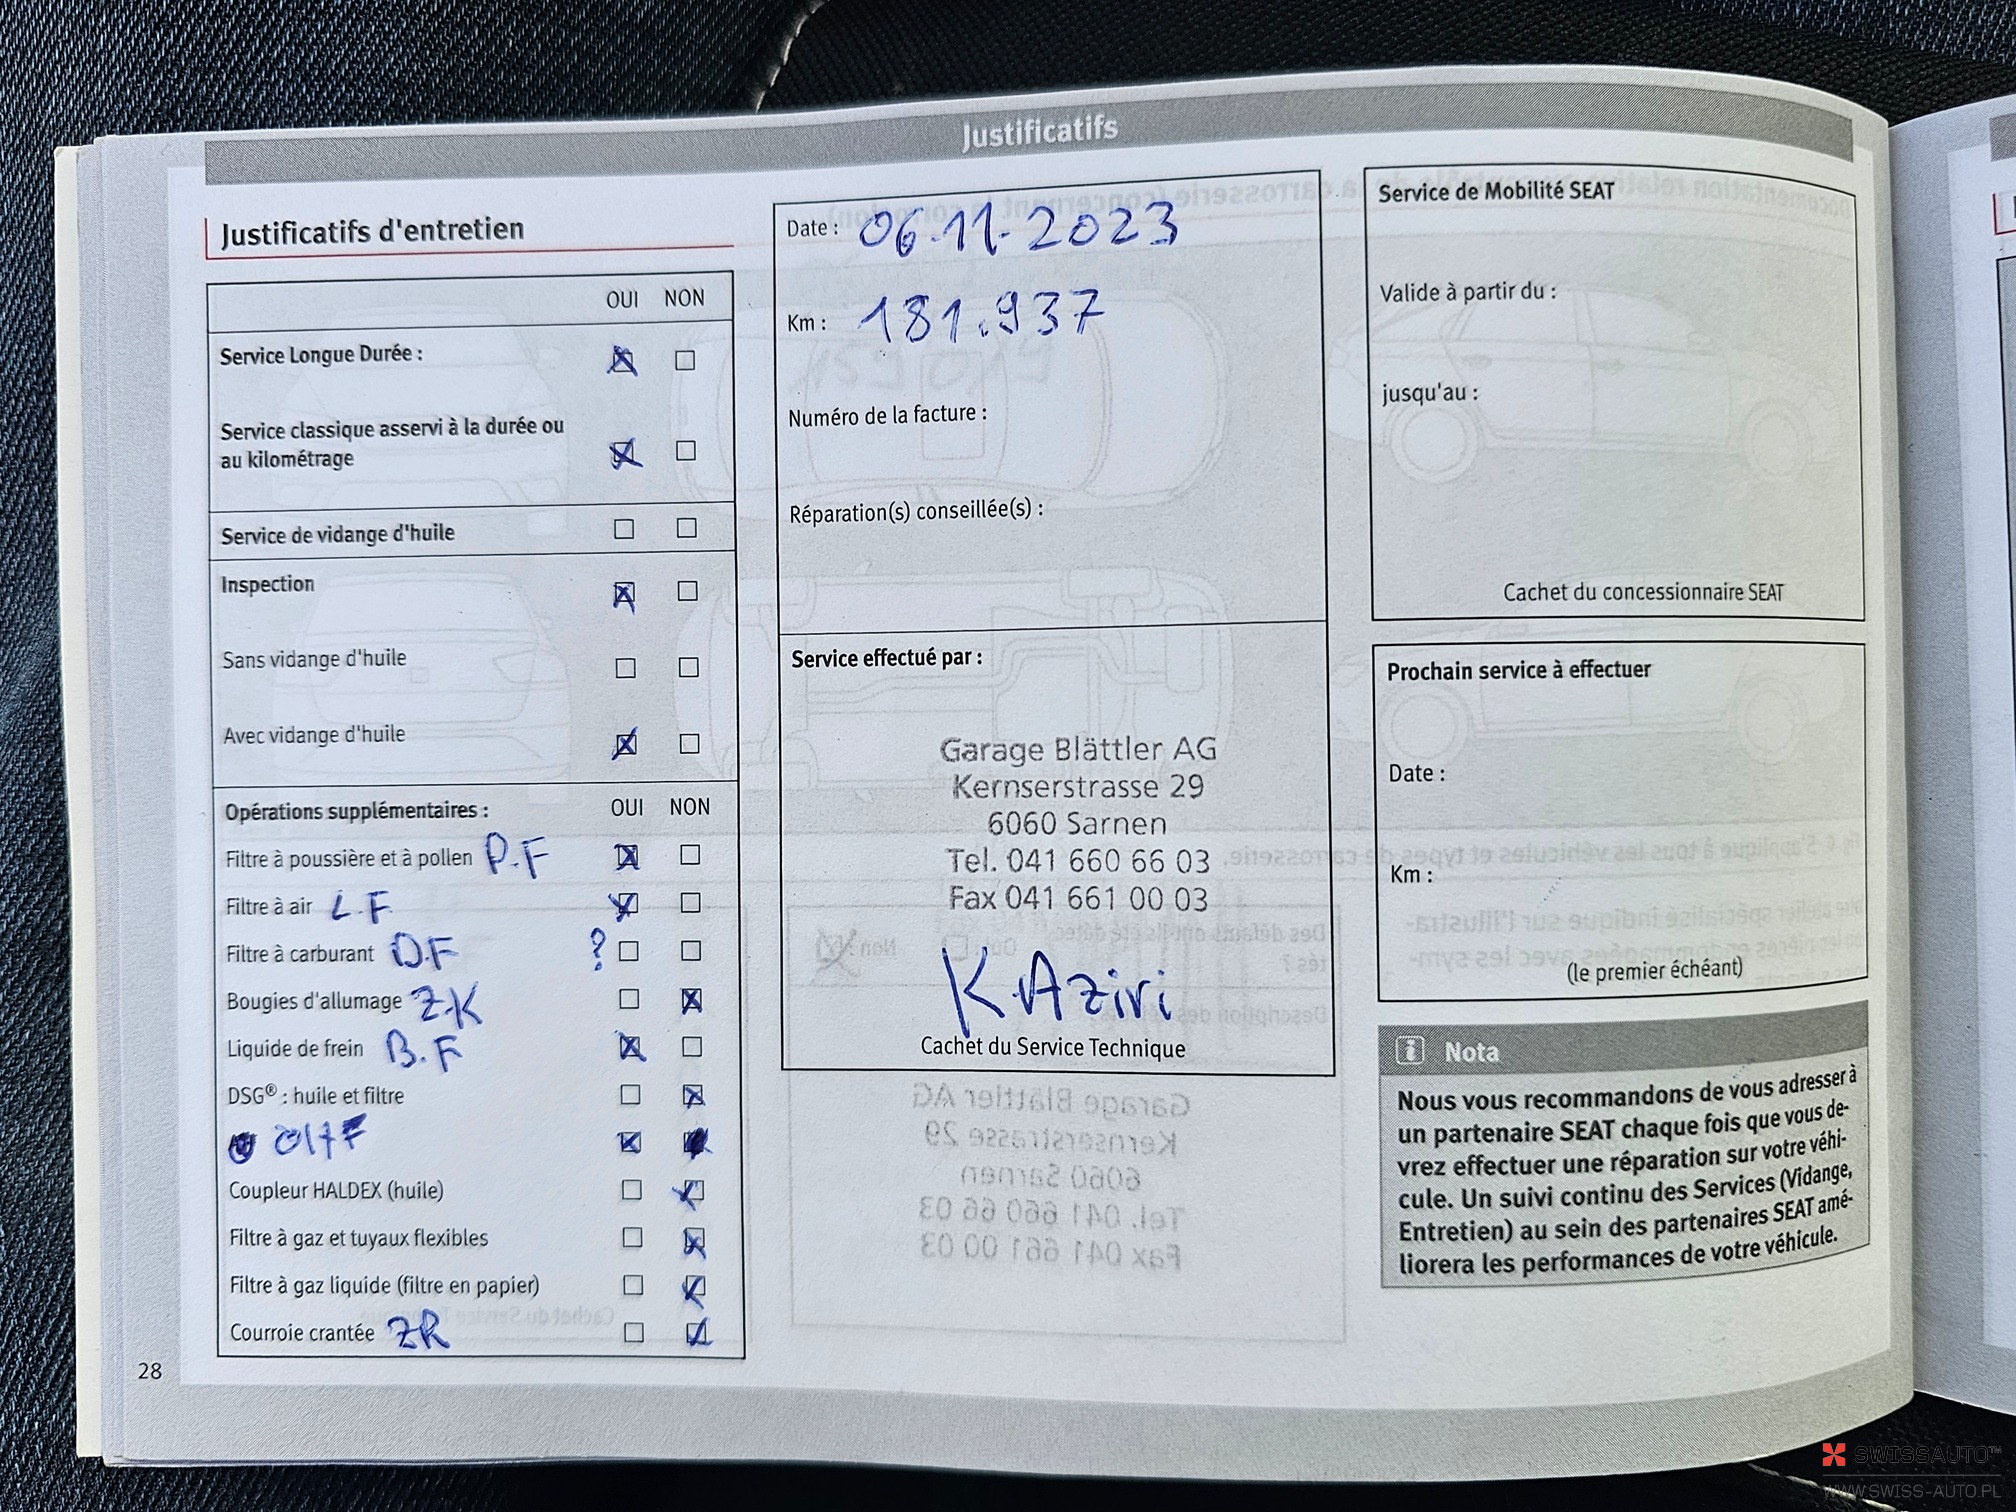 Justificatifs
Justificatifs d'entretien
OUI NON
Service Longue Durée :
Service classique asservi à la durée ou
au kilométrage
Service de vidange d'huile
Inspection
Sans vidange d'huile
Avec vidange d'huile
Opérations supplémentaires : OUI NON
Filtre à poussière et à pollen P.F
Filtre à air L.F
Filtre à carburant D.F ?
Bougies d'allumage Z.K
Liquide de frein B.F
DSG® : huile et filtre
Coupleur HALDEX (huile)
Filtre à gaz et tuyaux flexibles
Filtre à gaz liquide (filtre en papier)
Courroie crantée ZR
28
Date : 06.11.2023
Km : 181.937
Numéro de la facture :
Réparation(s) conseillée(s) :
Service effectué par :
Garage Blättler AG
Kernserstrasse 29
6060 Sarnen
Tel. 041 660 66 03
Fax 041 661 00 03
K.Aziri
Cachet du Service Technique
Service de Mobilité SEAT
Valide à partir du :
jusqu'au :
Cachet du concessionnaire SEAT
Prochain service à effectuer
Date :
Km :
(le premier échéant)
Nota
Nous vous recommandons de vous adresser à
un partenaire SEAT chaque fois que vous de-
vrez effectuer une réparation sur votre véhi-
cule. Un suivi continu des Services (Vidange,
Entretien) au sein des partenaires SEAT amé-
liorera les performances de votre véhicule.
SWISSAUTO™
WWW.SWISS-AUTO.PL